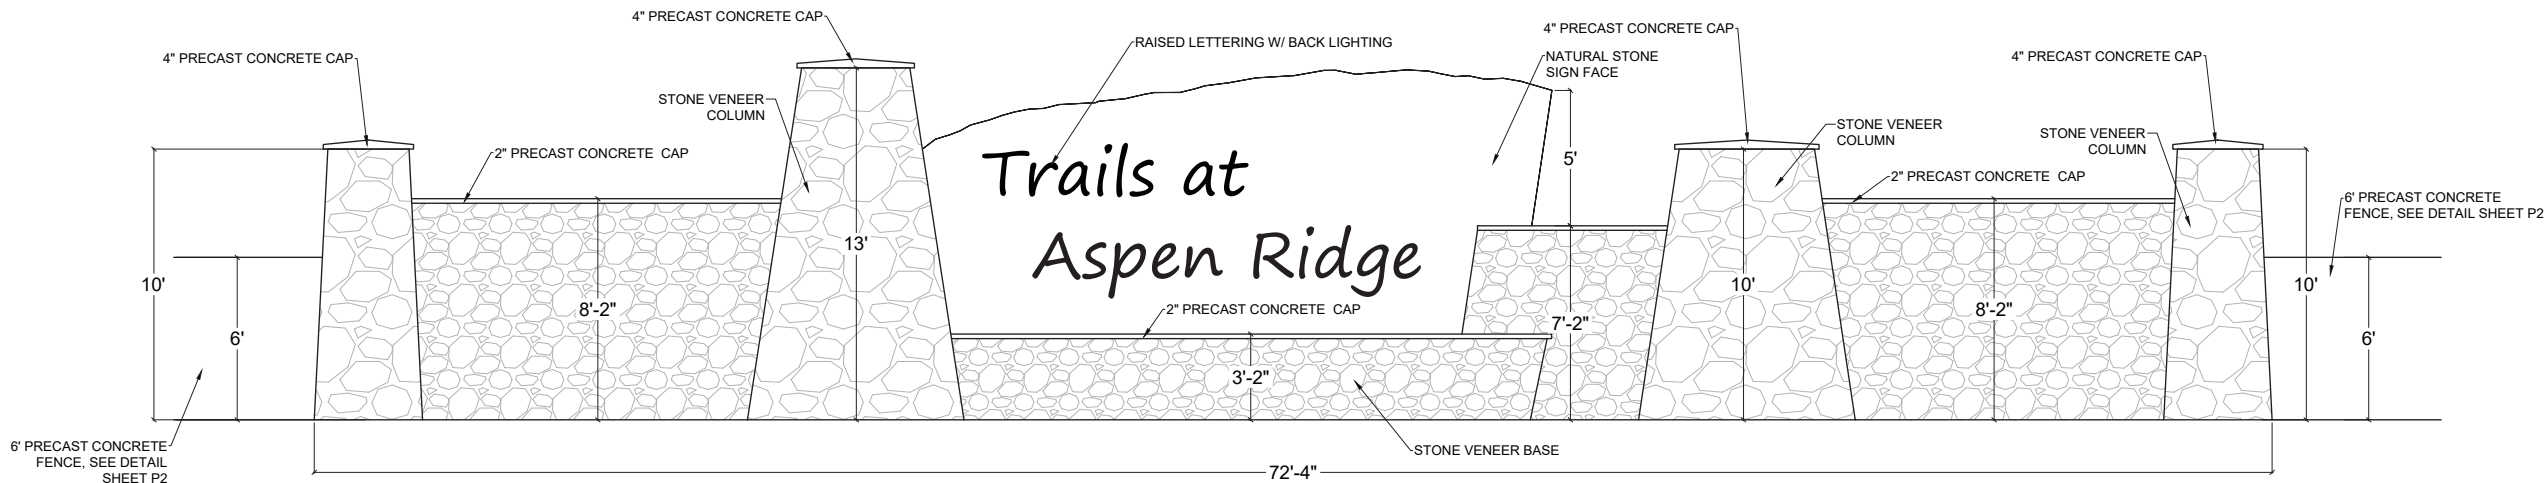 4" PRECAST CONCRETE CAP
4" PRECAST CONCRETE CAP
RAISED LETTERING W/ BACK LIGHTING
4" PRECAST CONCRETE CAP
NATURAL STONE
SIGN FACE
4" PRECAST CONCRETE CAP
STONE VENEER
COLUMN
2" PRECAST CONCRETE CAP
STONE VENEER
COLUMN
STONE VENEER
COLUMN
2" PRECAST CONCRETE CAP
6' PRECAST CONCRETE
FENCE, SEE DETAIL SHEET P2
Trails at
Aspen Ridge
5'
13'
10'
6'
8'-2"
2" PRECAST CONCRETE CAP
3'-2"
7'-2"
10'
8'-2"
10'
6'
6' PRECAST CONCRETE
FENCE, SEE DETAIL
SHEET P2
STONE VENEER BASE
72'-4"